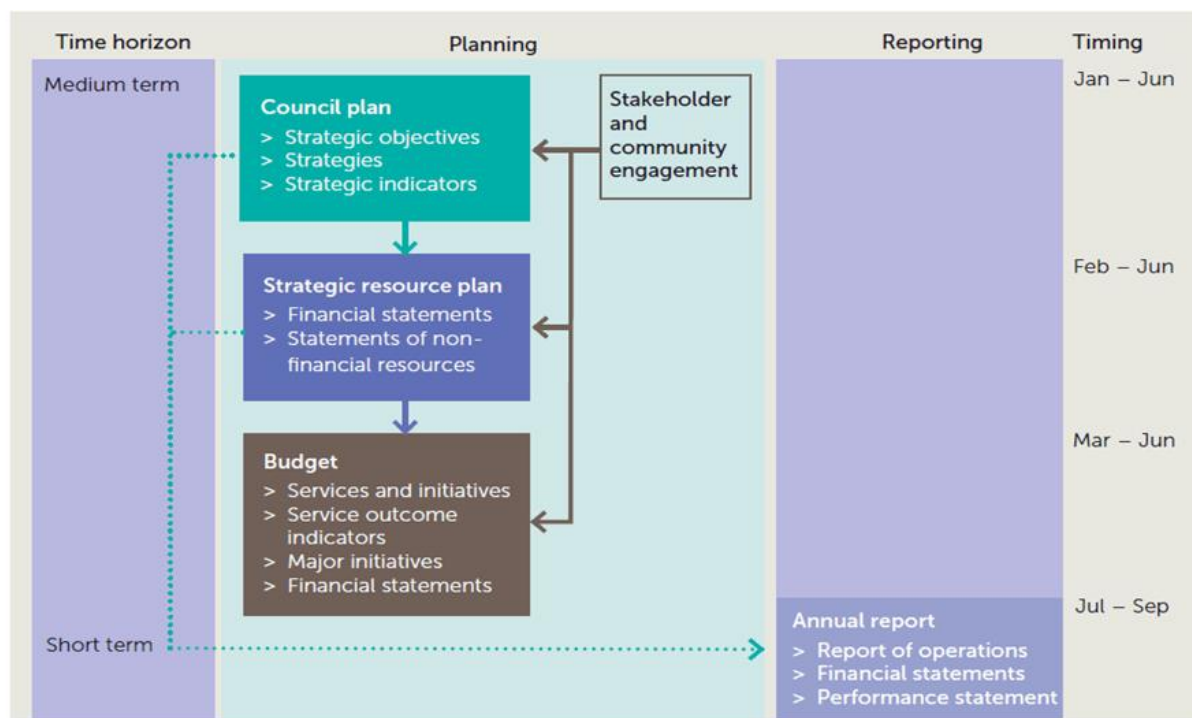 Time horizon
Planning
Reporting
Timing
Medium term
Jan – Jun
Council plan
> Strategic objectives
> Strategies
> Strategic indicators
Stakeholder
and
community
engagement
Feb – Jun
Strategic resource plan
> Financial statements
> Statements of non-
financial resources
Mar – Jun
Budget
> Services and initiatives
> Service outcome
indicators
> Major initiatives
> Financial statements
Jul – Sep
Short term
Annual report
> Report of operations
> Financial statements
> Performance statement